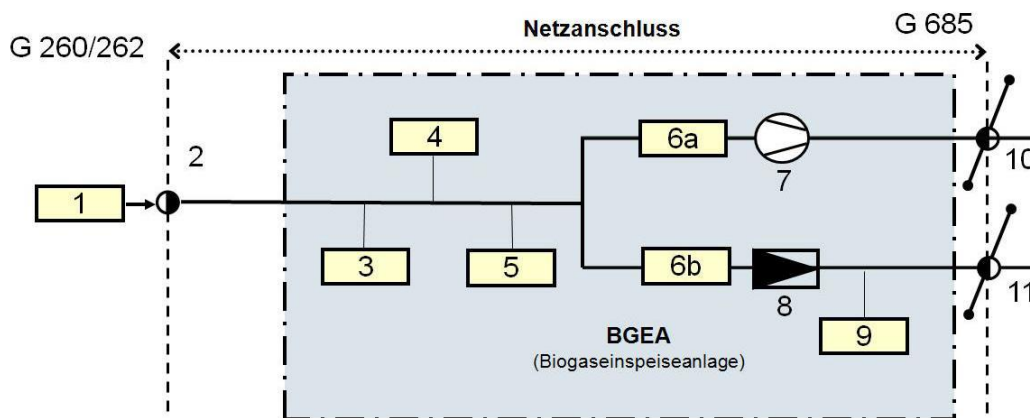 Netzanschluss
G 685
G 260/262
4
6a
2
10
7
1
3
5
6b
11
8
BGEA
9
(Biogaseinspeiseanlage)